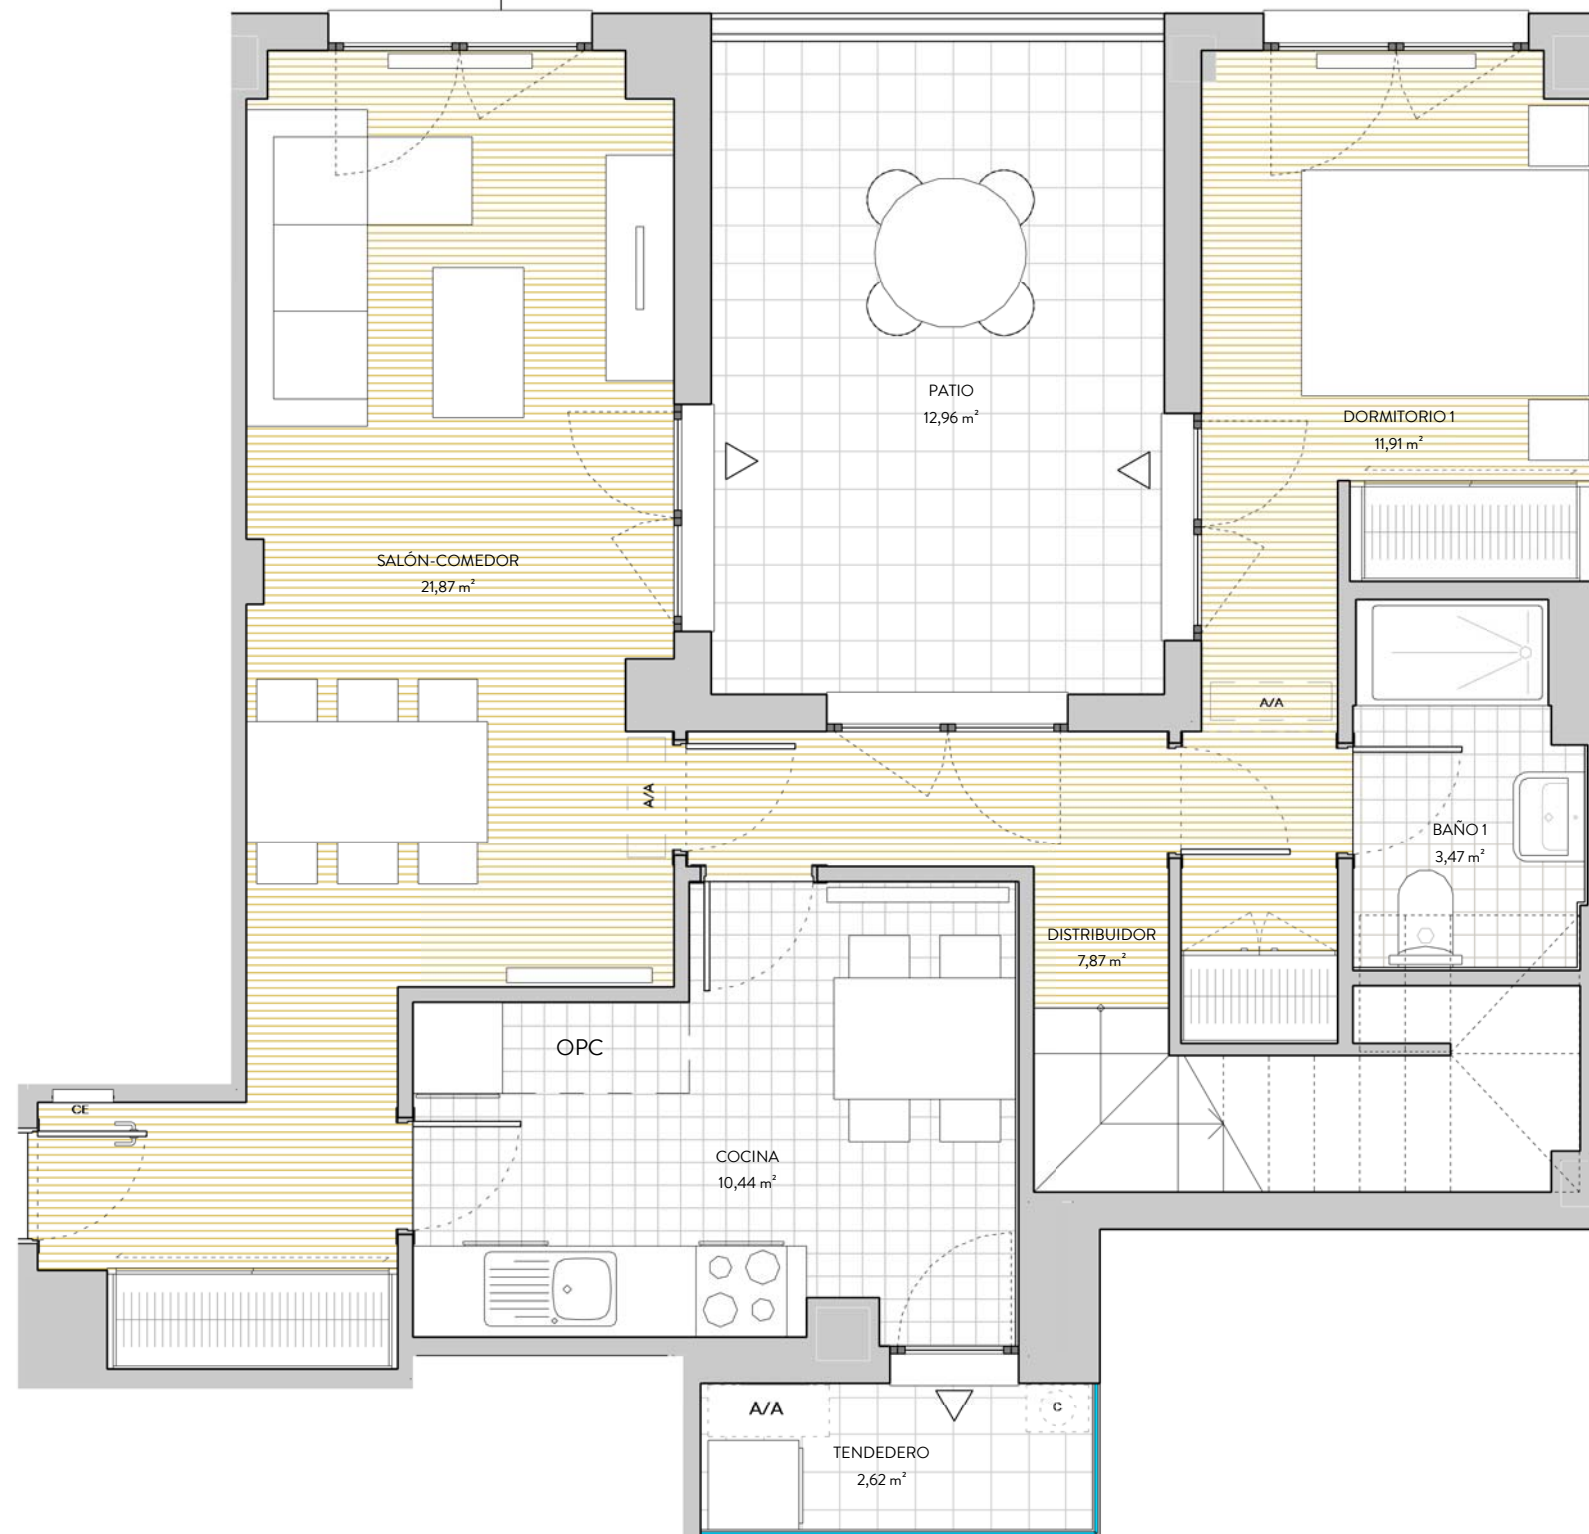 PATIO
12,96 m²
DORMITORIO 1
11,91 m²
SALÓN-COMEDOR
21,87 m²
A/A
A/A
BAÑO 1
3,47 m²
DISTRIBUIDOR
7,87 m²
OPC
CE
COCINA
10,44 m²
A/A
C
TENDEDERO
2,62 m²